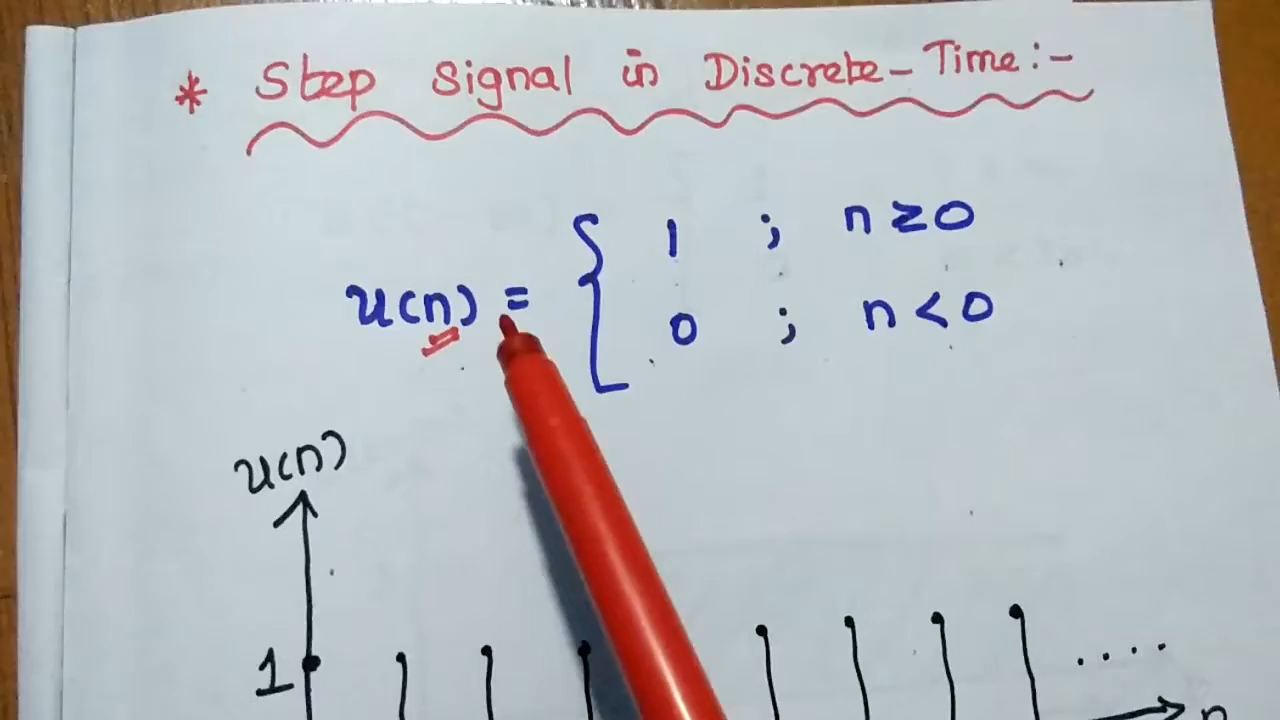 * Step Signal in Discrete-Time:-
1 ; n ≥ 0
u(n) = {
0 ; n < 0
u(n)
1
....
n